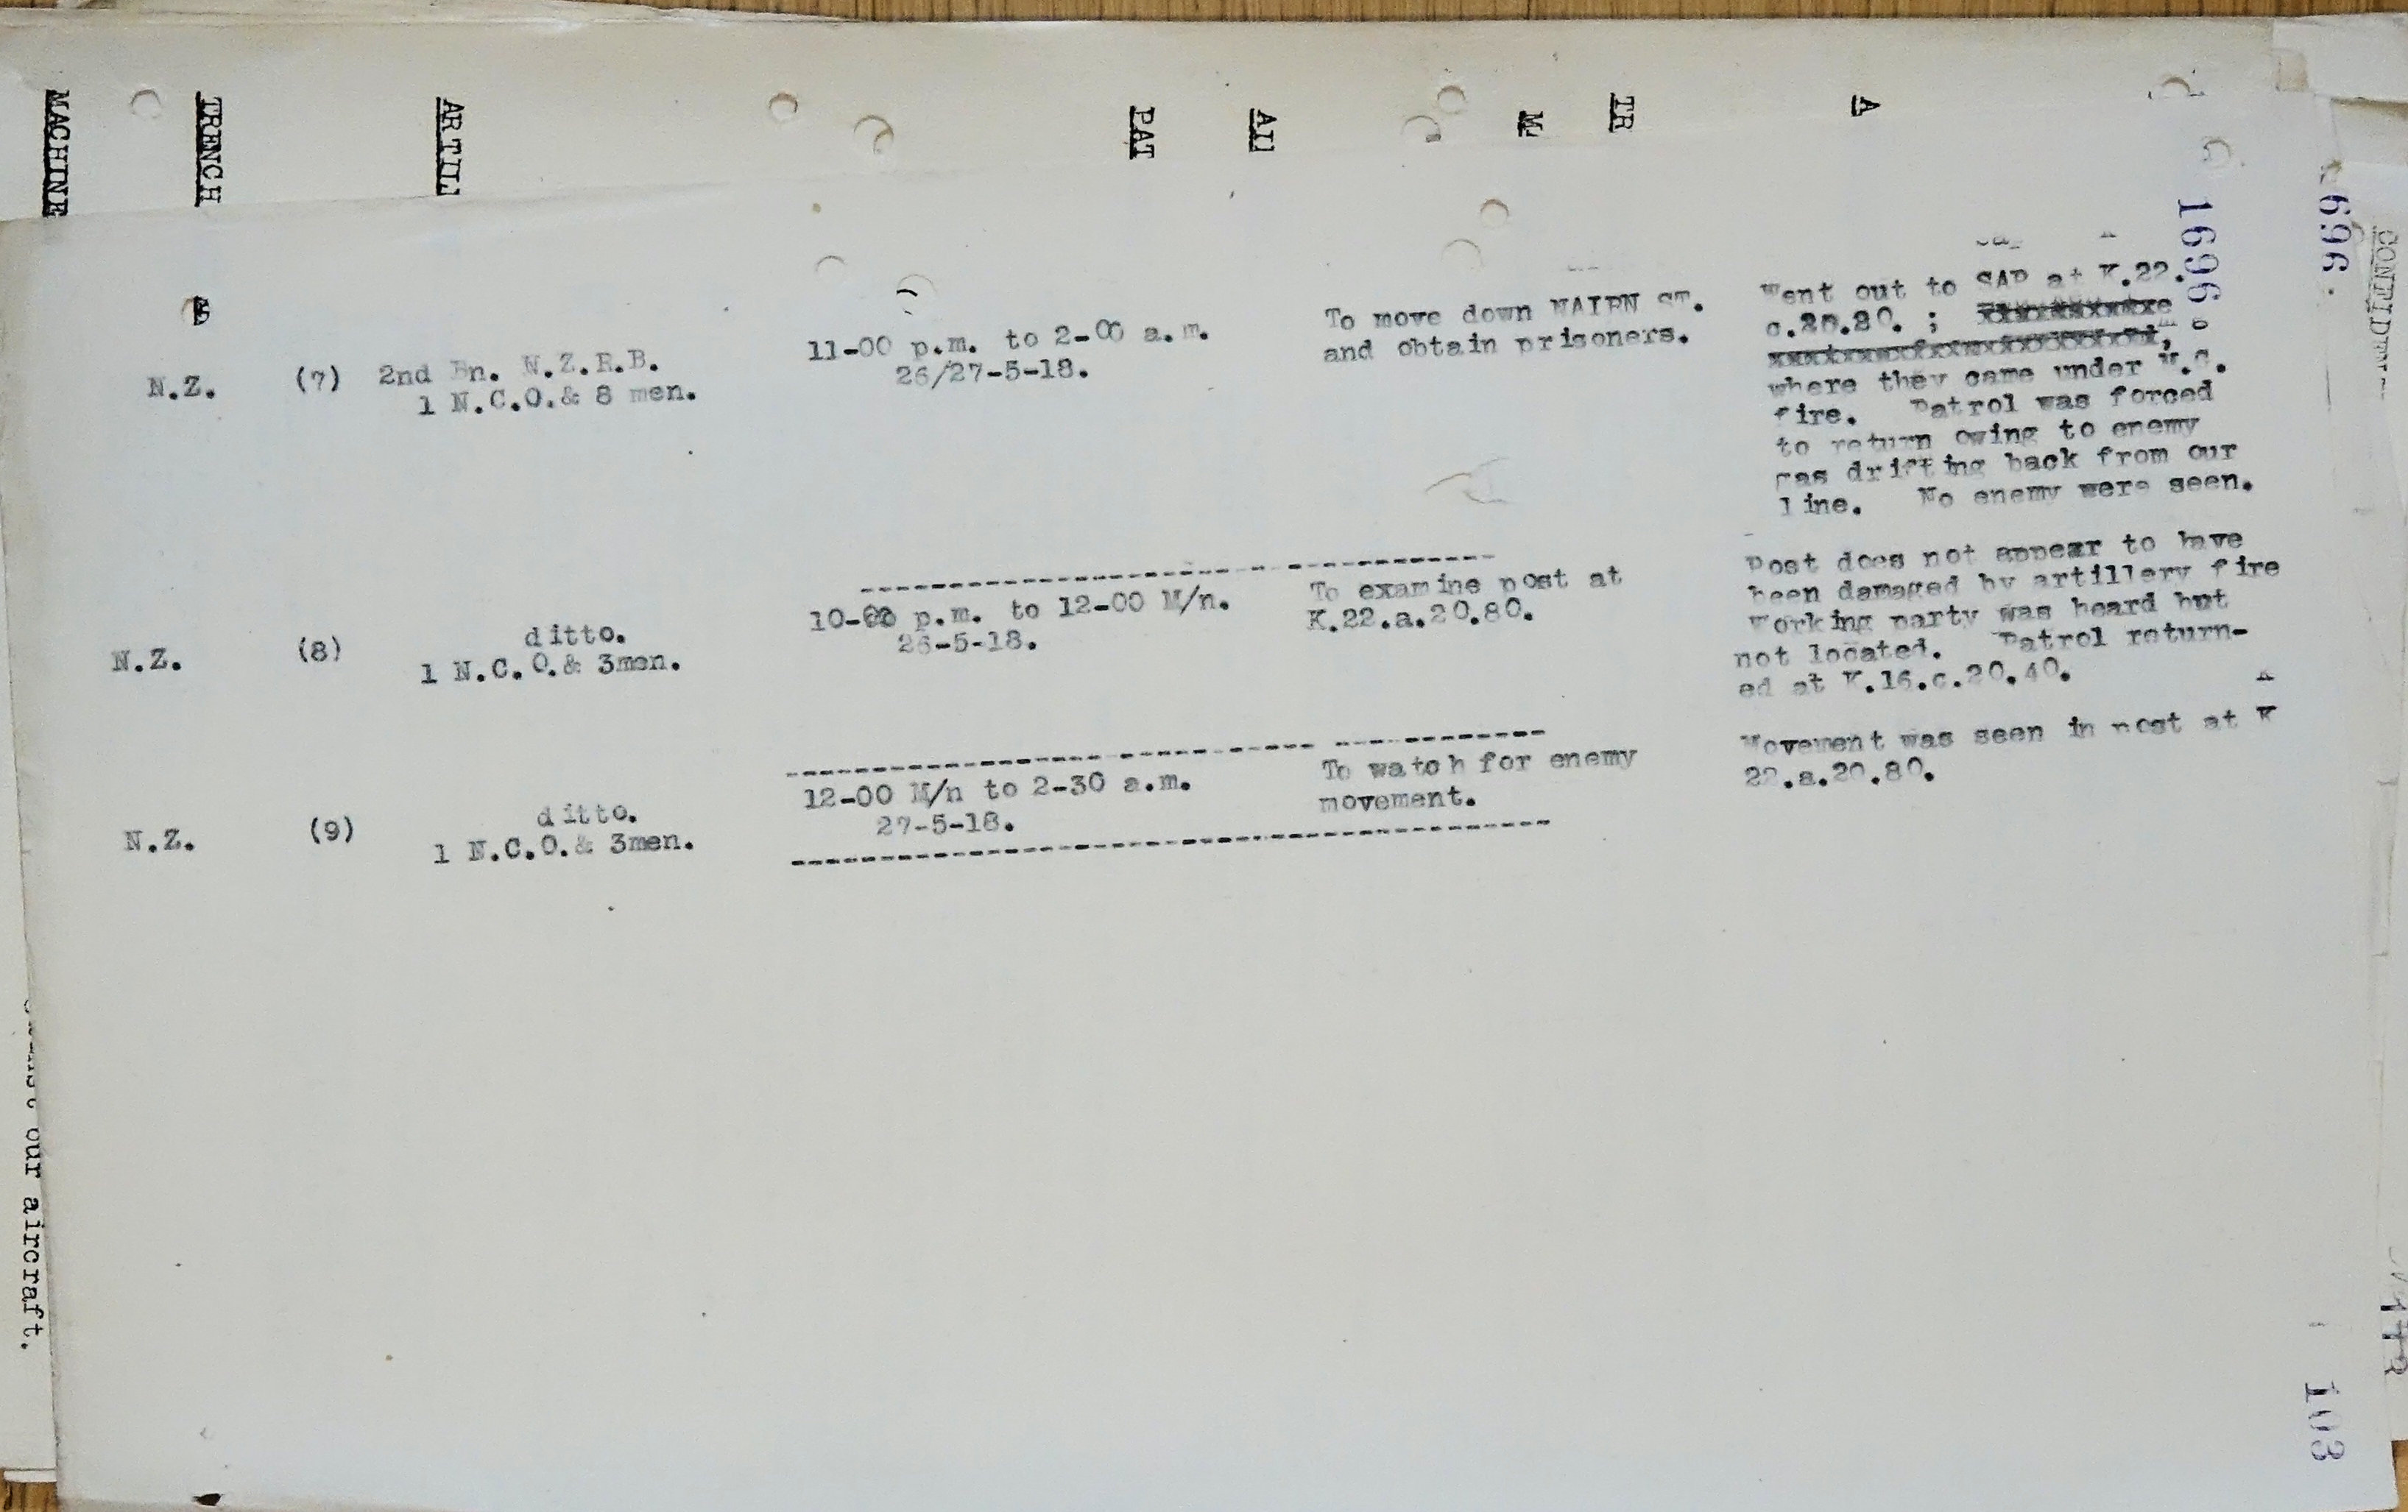 MACHINE
TRENCH
ARTIL
PAT
AI
M
TR
A
1696
696.
N.Z. (7) 2nd Bn. N.Z.R.B.
1 N.C.O.& 8 men.
11-00 p.m. to 2-00 a.m.
26/27-5-18.
To move down NAIRN ST.
and obtain prisoners.
Went out to SAP at K.22.
c.20.80. ;
where they came under M.G.
fire. Patrol was forced
to return owing to enemy
gas drifting back from our
line. No enemy were seen.
N.Z. (8) ditto.
1 N.C.O.& 3men.
p.m. to 12-00 M/n.
26-5-18.
To examine post at
K.22.a.20.80.
Post does not appear to have
been damaged by artillery fire
Working party was heard but
not located. Patrol return-
ed at K.16.c.20.40.
N.Z. (9) ditto.
1 N.C.O.& 3men.
12-00 M/n to 2-30 a.m.
27-5-18.
To watch for enemy
movement.
Movement was seen in post at K
22.a.20.80.
our aircraft.
103